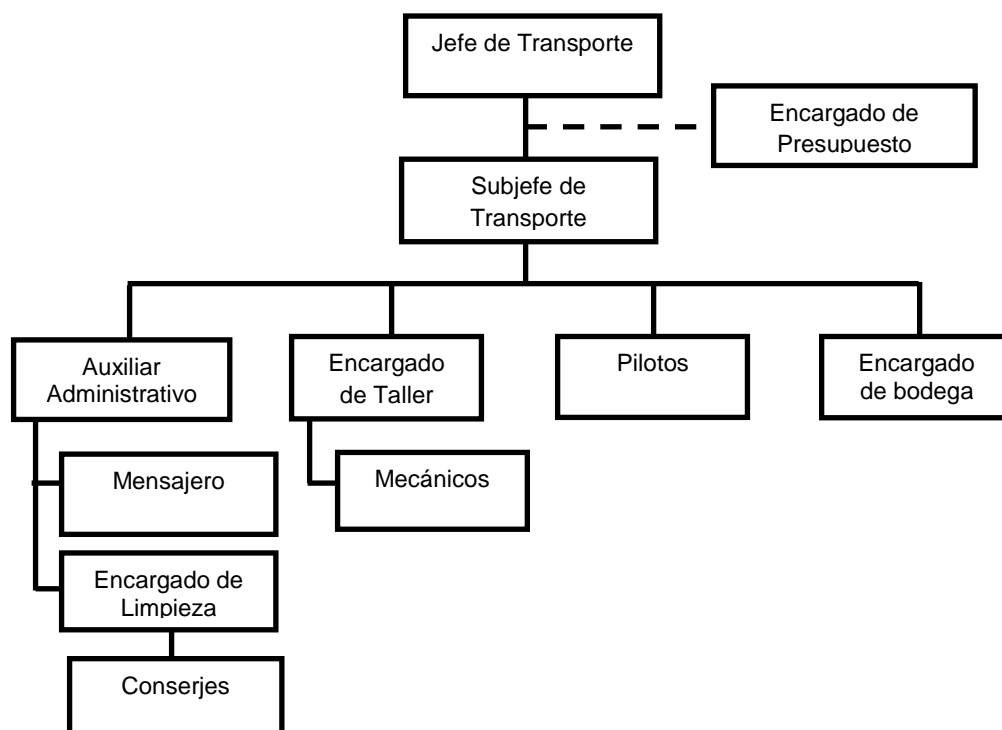 Jefe de Transporte
Encargado de
Presupuesto
Subjefe de
Transporte
Auxiliar
Administrativo
Encargado
de Taller
Pilotos
Encargado
de bodega
Mensajero
Mecánicos
Encargado de
Limpieza
Conserjes